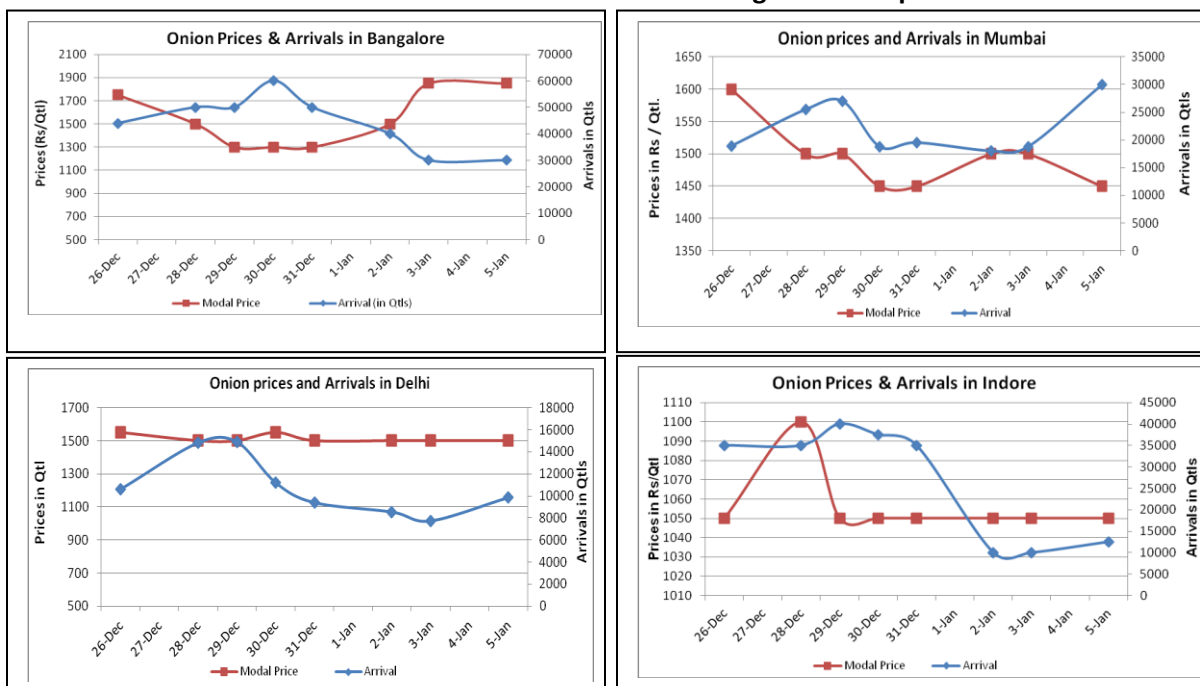 Onion Prices & Arrivals in Bangalore
Prices (Rs/Qtl)
2100
1900
1700
1500
1300
1100
900
700
500
70000
60000
50000
40000
30000
20000
10000
0
Arrivals in Qtls
26-Dec
27-Dec
28-Dec
29-Dec
30-Dec
31-Dec
1-Jan
2-Jan
3-Jan
4-Jan
5-Jan
Modal Price
Arrival (in Qtls)
Onion prices and Arrivals in Mumbai
Prices in Rs / Qtl.
1650
1600
1550
1500
1450
1400
1350
35000
30000
25000
20000
15000
10000
5000
0
Arrivals in Qtls
26-Dec
27-Dec
28-Dec
29-Dec
30-Dec
31-Dec
1-Jan
2-Jan
3-Jan
4-Jan
5-Jan
Modal Price
Arrival
Onion prices and Arrivals in Delhi
Prices in Qtl
1700
1500
1300
1100
900
700
500
18000
16000
14000
12000
10000
8000
6000
4000
2000
0
Arrivals in Qtls
26-Dec
27-Dec
28-Dec
29-Dec
30-Dec
31-Dec
1-Jan
2-Jan
3-Jan
4-Jan
5-Jan
Modal Price
Arrival
Onion Prices & Arrivals in Indore
Prices in Rs/Qtl
1110
1100
1090
1080
1070
1060
1050
1040
1030
1020
1010
45000
40000
35000
30000
25000
20000
15000
10000
5000
0
Arrivals in Qtls
26-Dec
27-Dec
28-Dec
29-Dec
30-Dec
31-Dec
1-Jan
2-Jan
3-Jan
4-Jan
5-Jan
Modal Price
Arrival